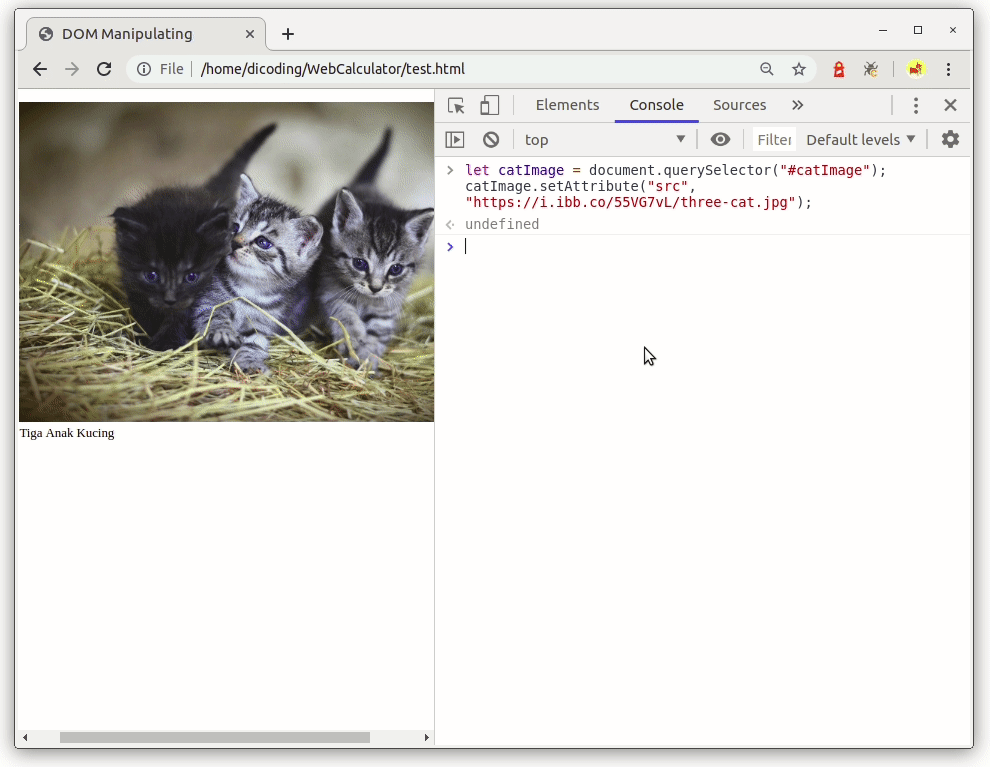 DOM Manipulating
File
/home/dicoding/WebCalculator/test.html
Elements Console Sources
top Filter Default levels
let catImage = document.querySelector("#catImage");
catImage.setAttribute("src",
"https://i.ibb.co/55VG7vL/three-cat.jpg");
undefined
Tiga Anak Kucing